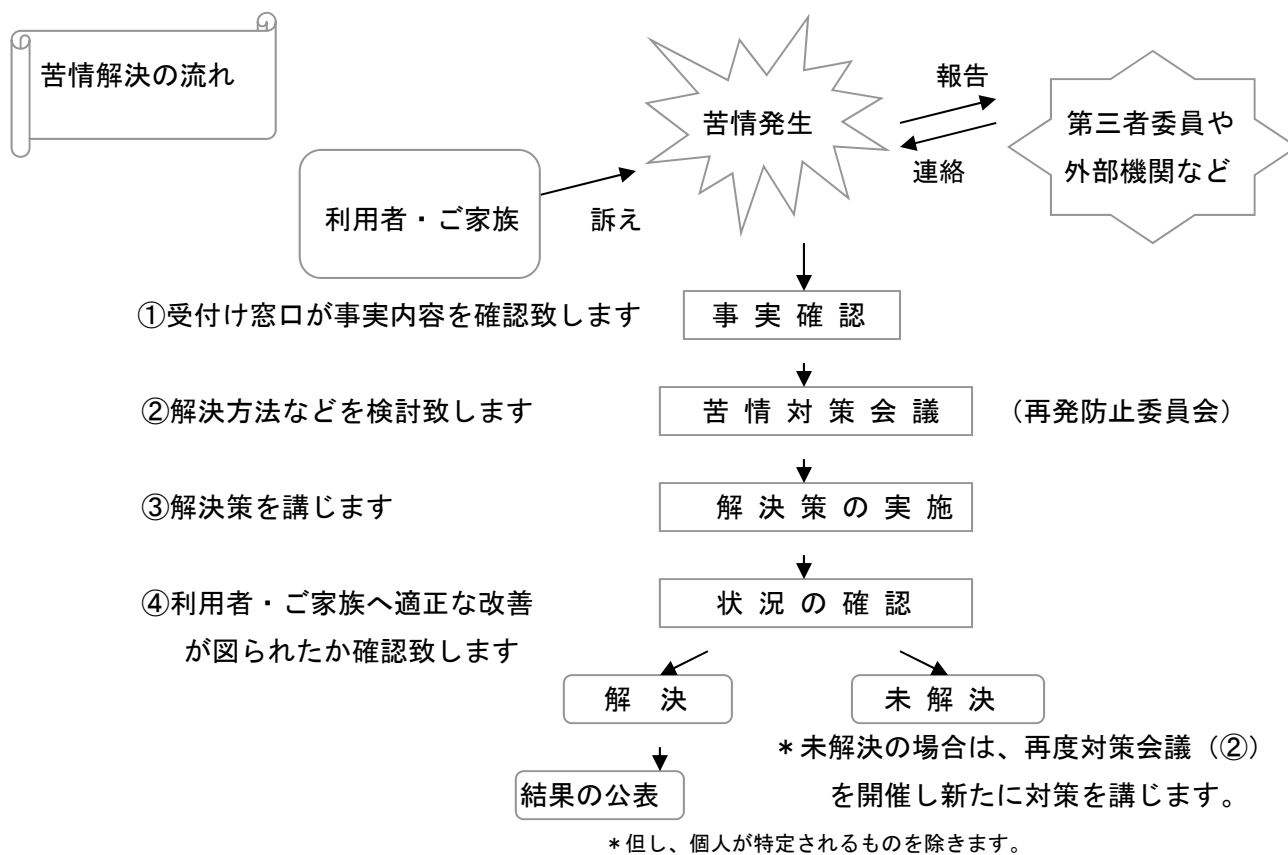 苦情解決の流れ
苦情発生
報告
連絡
第三者委員や
外部機関など
利用者・ご家族
訴え
①受付け窓口が事実内容を確認致します
事実確認
②解決方法などを検討致します
苦情対策会議
（再発防止委員会）
③解決策を講じます
解決策の実施
④利用者・ご家族へ適正な改善
が図られたか確認致します
状況の確認
解　決
未解決
＊未解決の場合は、再度対策会議（②）
を開催し新たに対策を講じます。
結果の公表
＊但し、個人が特定されるものを除きます。